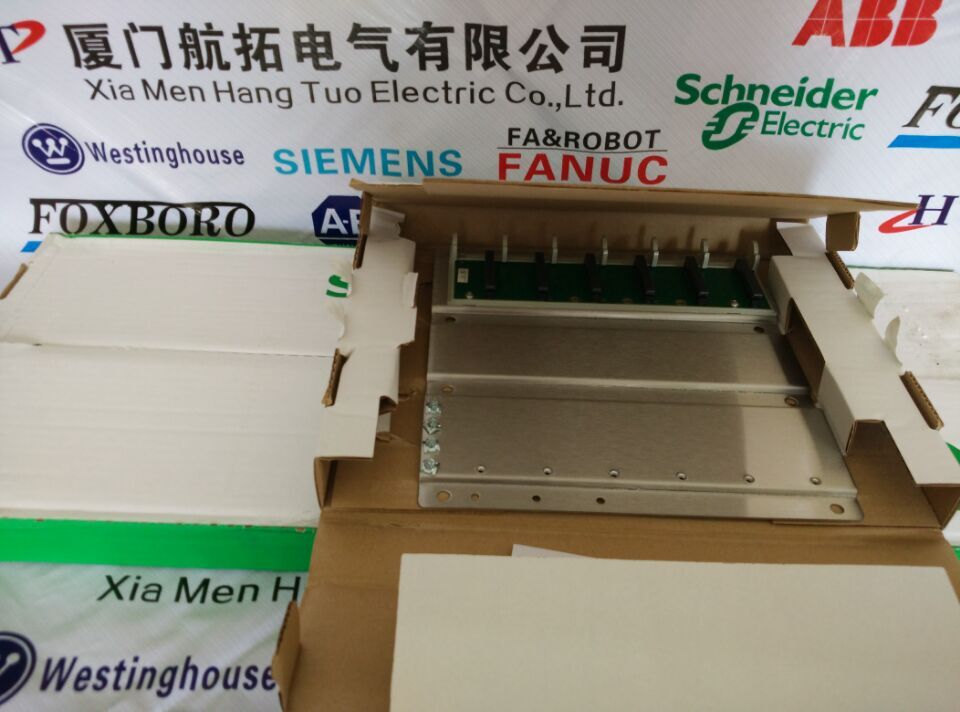 ABB
厦门航拓电气有限公司
Xia Men Hang Tuo Electric Co.,Ltd.
Schneider
Electric
Westinghouse
SIEMENS
FA&ROBOT
FANUC
FOXBORO
A-B
H
S
Xia Men H
Westinghouse